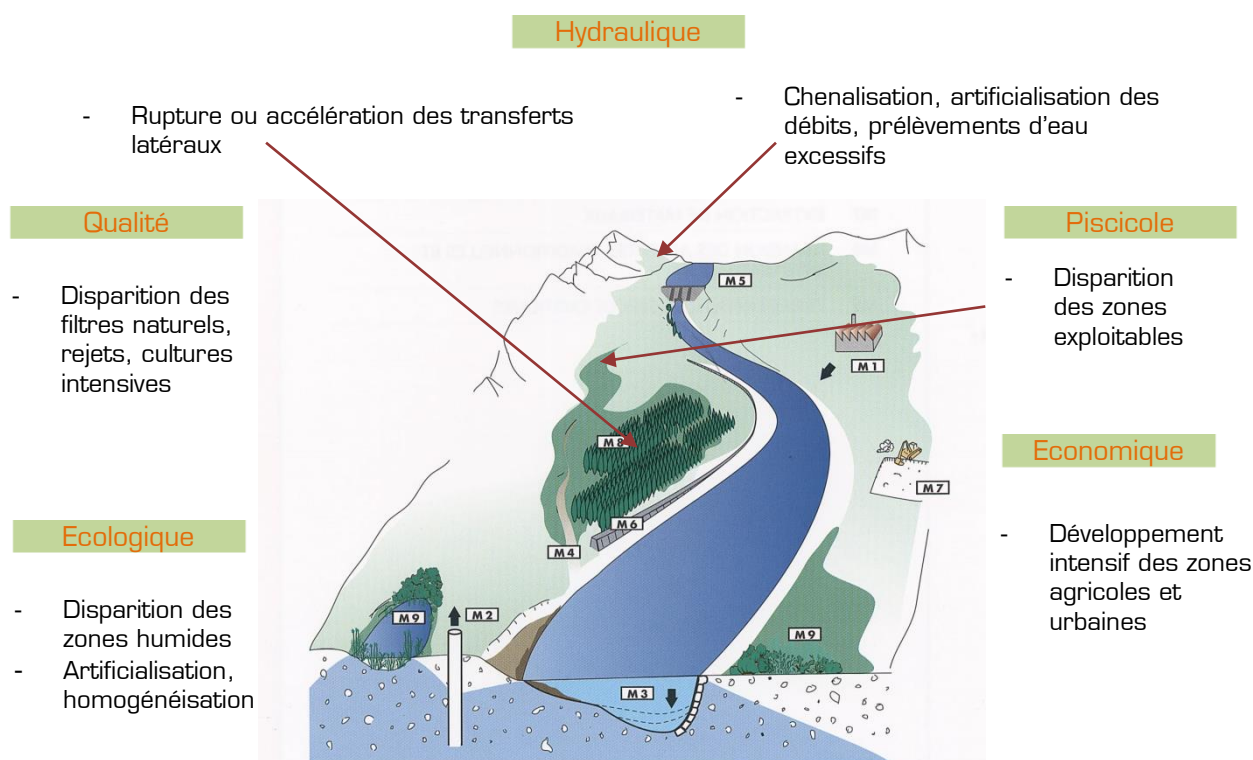 Hydraulique
- Rupture ou accélération des transferts
latéraux
- Chenalisation, artificialisation des
débits, prélèvements d'eau
excessifs
Qualité
- Disparition des
filtres naturels,
rejets, cultures
intensives
Piscicole
- Disparition
des zones
exploitables
Ecologique
- Disparition des
zones humides
- Artificialisation,
homogénéisation
Economique
- Développement
intensif des zones
agricoles et
urbaines
M5
M1
M8
M7
M6
M4
M9
M2
M9
M3